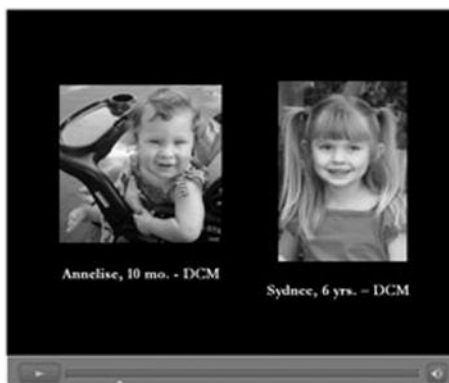 Annelise, 10 mo. - DCM
Sydnee, 6 yrs. – DCM